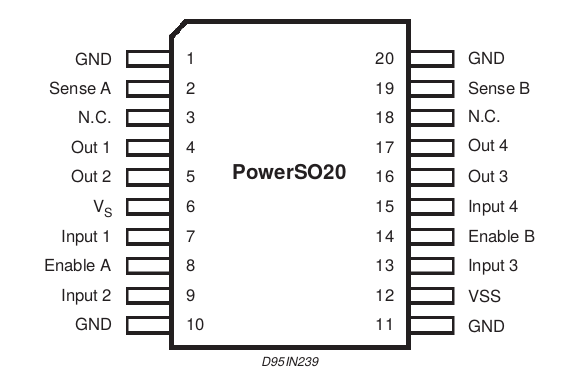 GND 1 20 GND
Sense A 2 19 Sense B
N.C. 3 18 N.C.
Out 1 4 17 Out 4
Out 2 5 PowerSO20 16 Out 3
VS 6 15 Input 4
Input 1 7 14 Enable B
Enable A 8 13 Input 3
Input 2 9 12 VSS
GND 10 11 GND
D95IN239